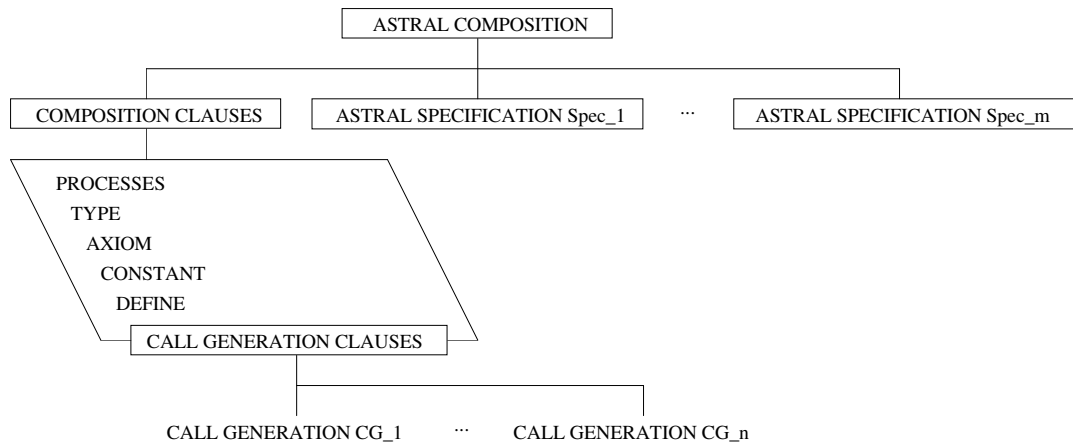 ASTRAL COMPOSITION
COMPOSITION CLAUSES
ASTRAL SPECIFICATION Spec_1
...
ASTRAL SPECIFICATION Spec_m
PROCESSES
TYPE
AXIOM
CONSTANT
DEFINE
CALL GENERATION CLAUSES
CALL GENERATION CG_1
...
CALL GENERATION CG_n